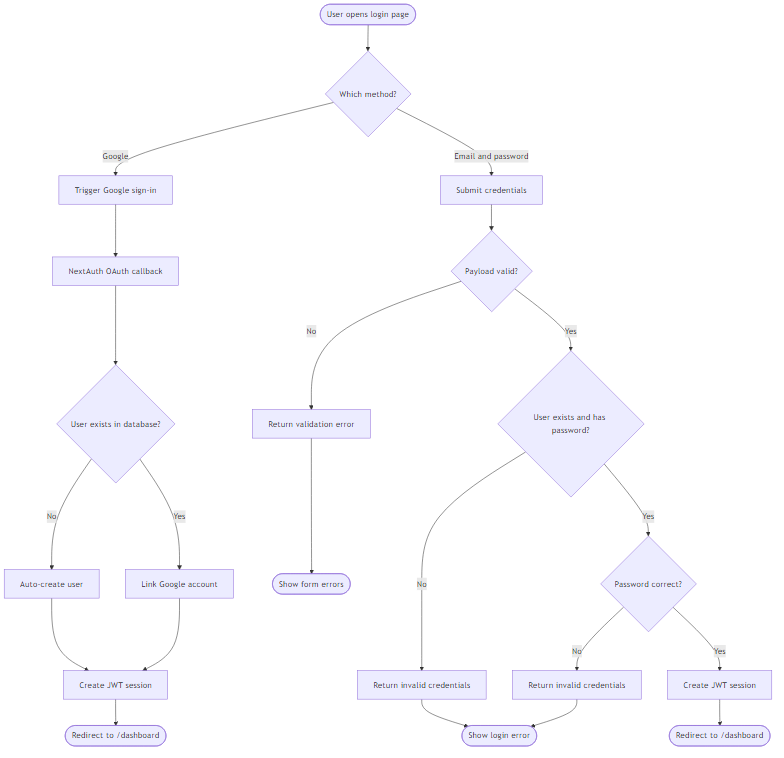 User opens login page
Which method?
Google
Email and password
Trigger Google sign-in
Submit credentials
NextAuth OAuth callback
Payload valid?
No
Yes
User exists in database?
Return validation error
User exists and has
password?
No
Yes
Yes
Auto-create user
Link Google account
Show form errors
No
Password correct?
No
Yes
Create JWT session
Return invalid credentials
Return invalid credentials
Create JWT session
Redirect to /dashboard
Show login error
Redirect to /dashboard